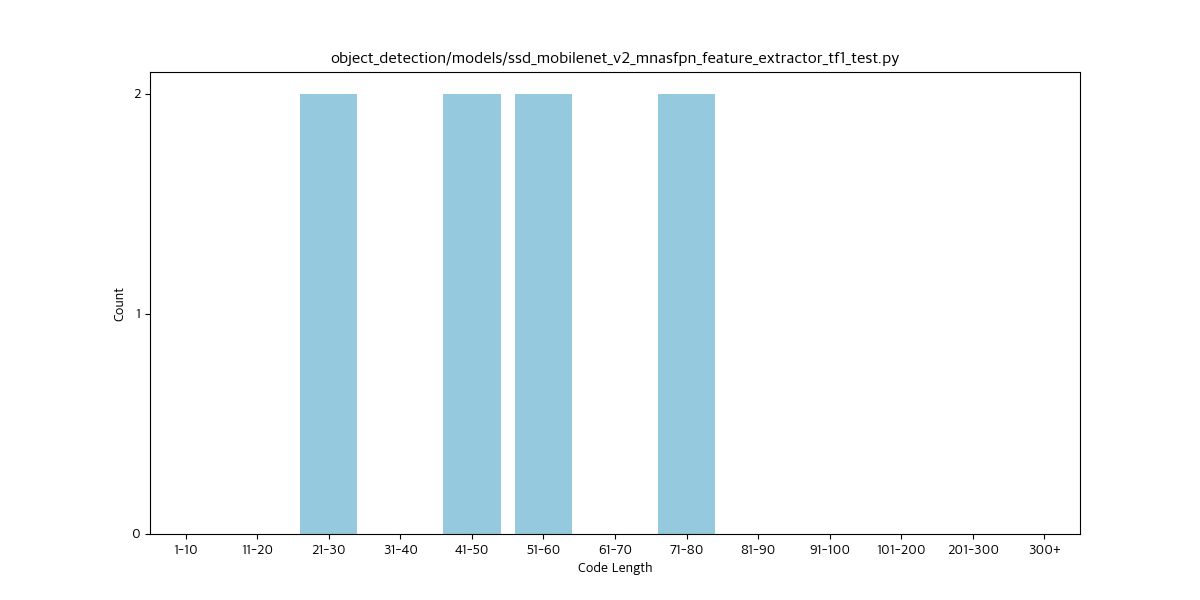 object_detection/models/ssd_mobilenet_v2_mnasfpn_feature_extractor_tf1_test.py
2
1
0
Count
1-10 11-20 21-30 31-40 41-50 51-60 61-70 71-80 81-90 91-100 101-200 201-300 300+
Code Length